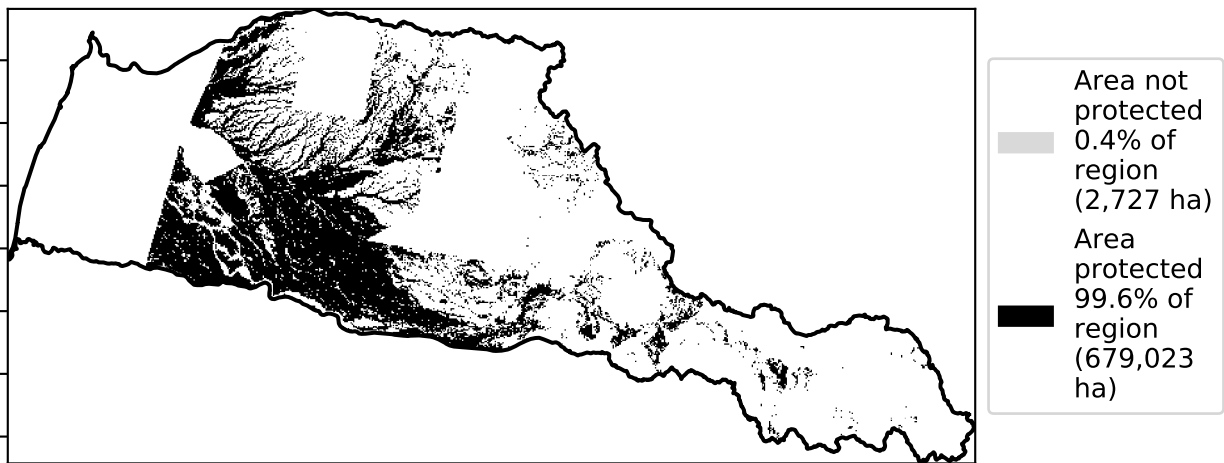 Area not
protected
0.4% of
region
(2,727 ha)
Area
protected
99.6% of
region
(679,023
ha)